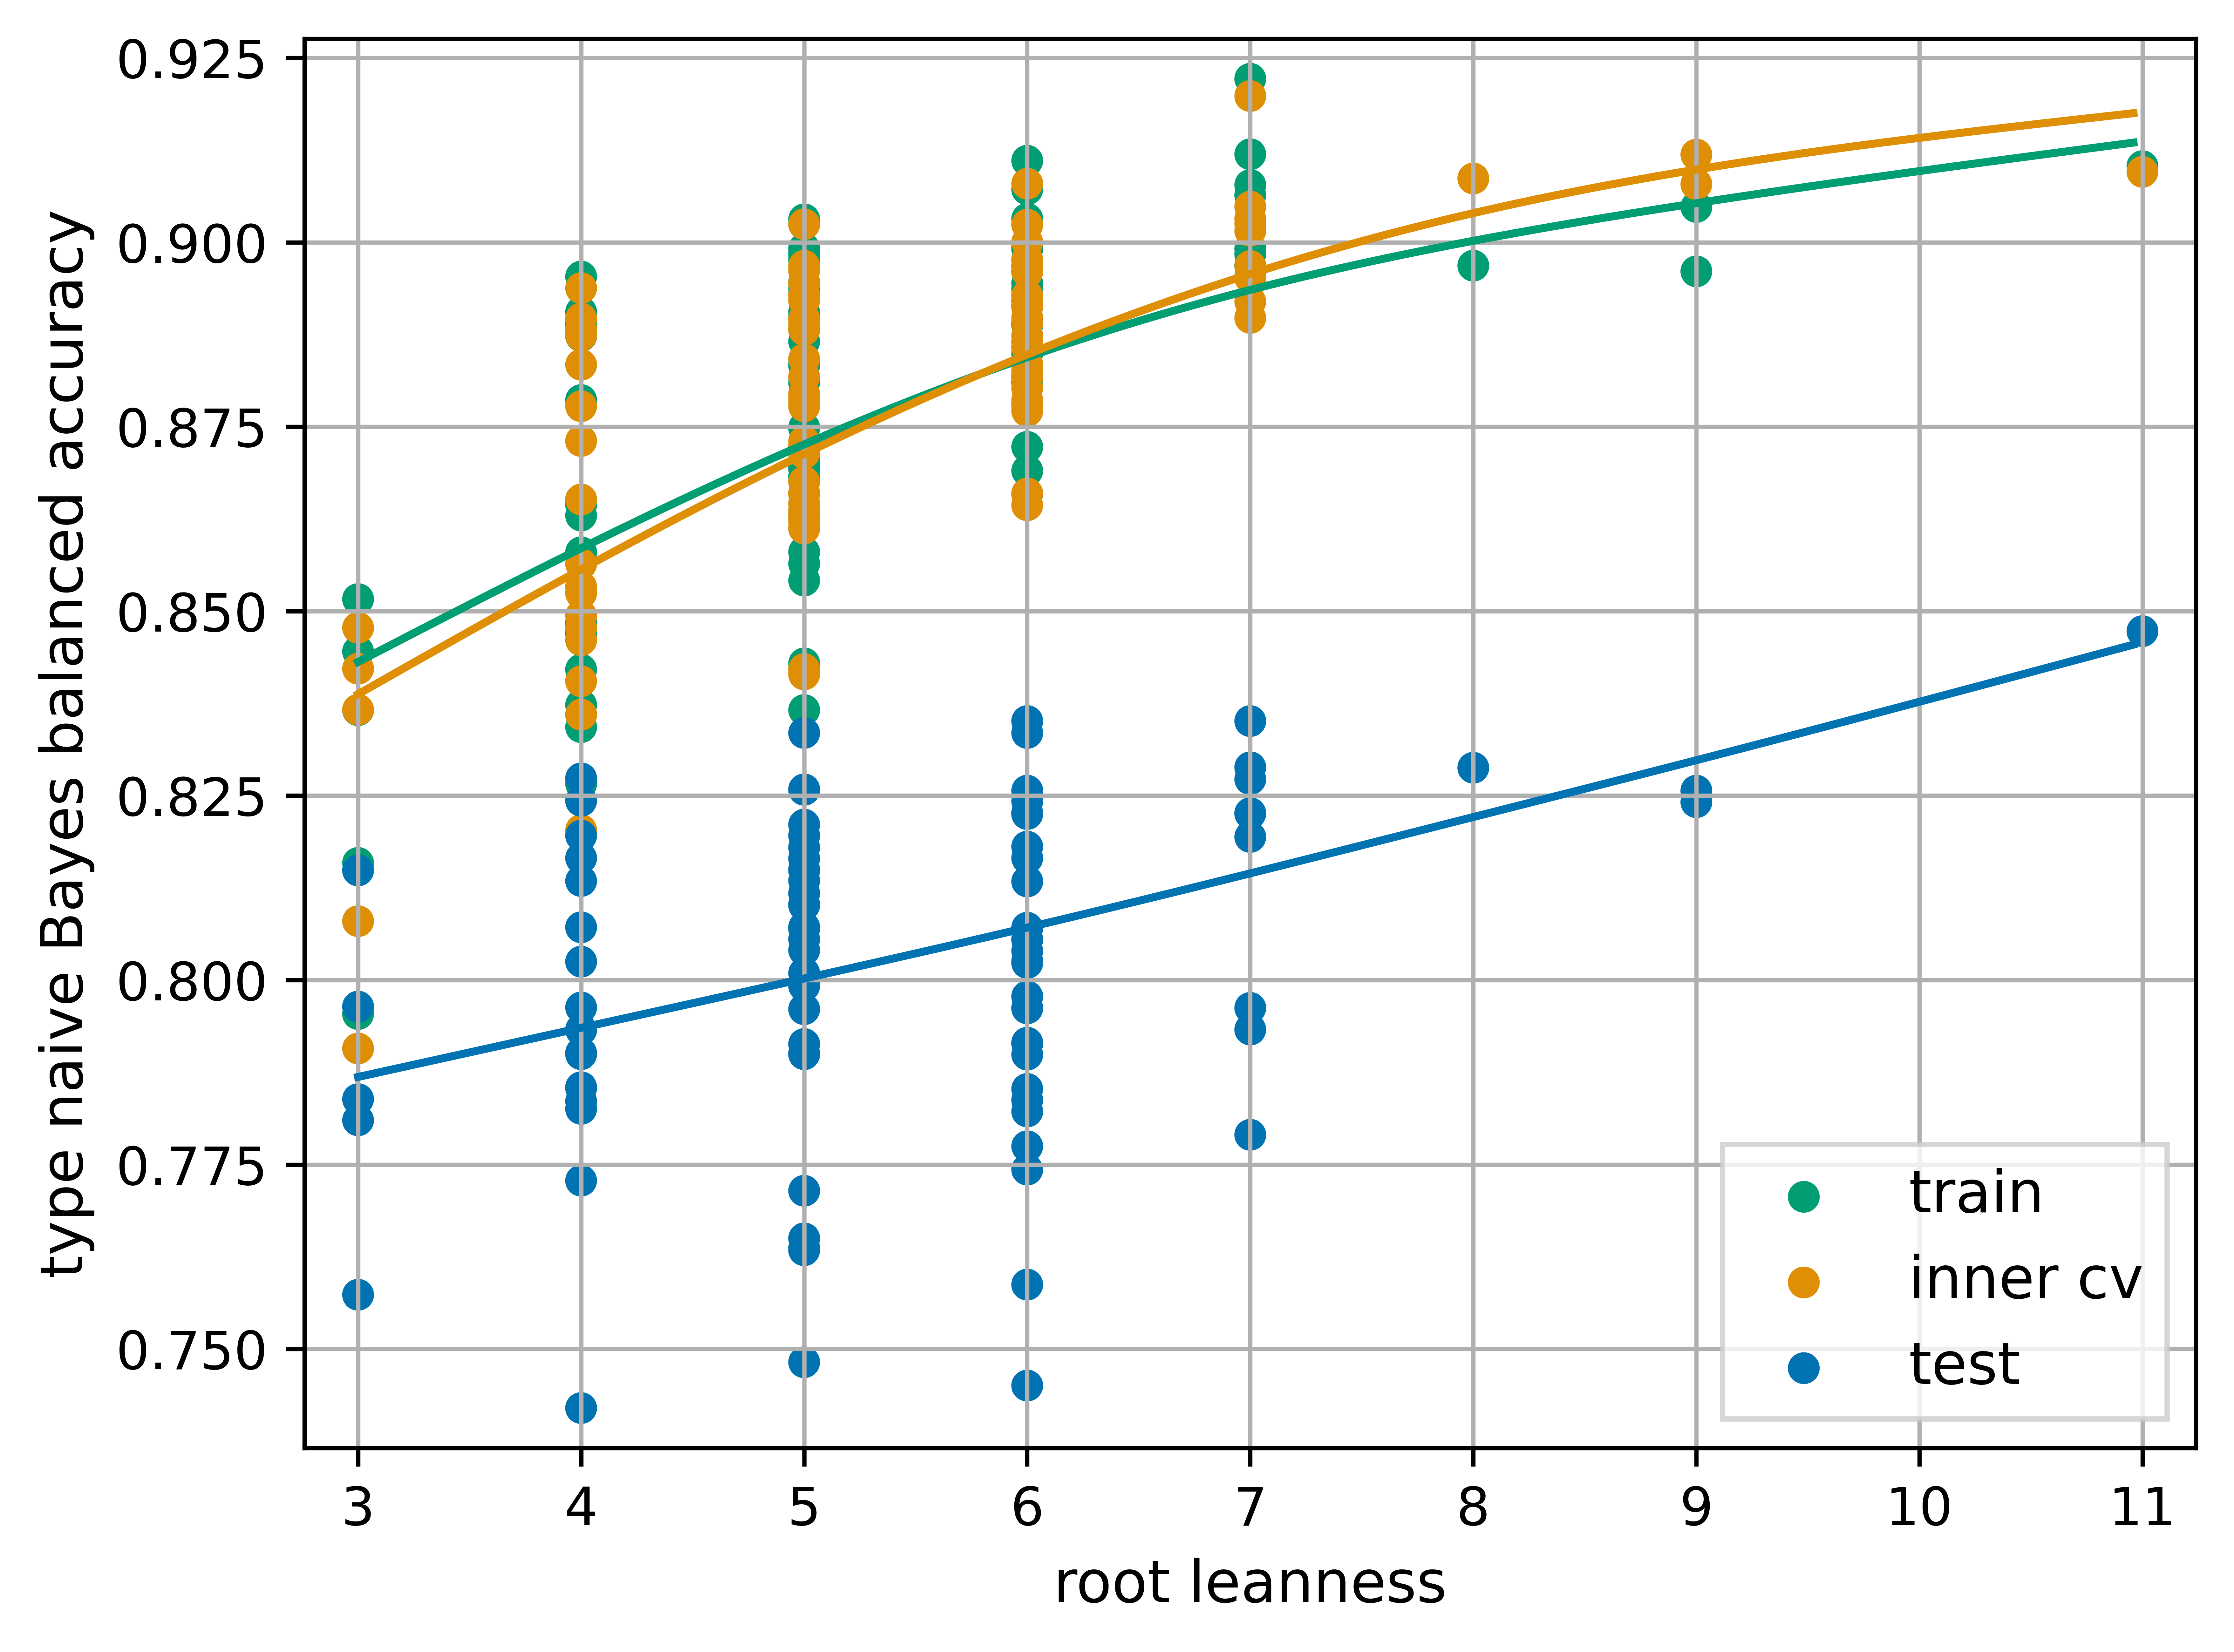 type naive Bayes balanced accuracy
0.925
0.900
0.875
0.850
0.825
0.800
0.775
0.750
3 4 5 6 7 8 9 10 11
root leanness
train
inner cv
test